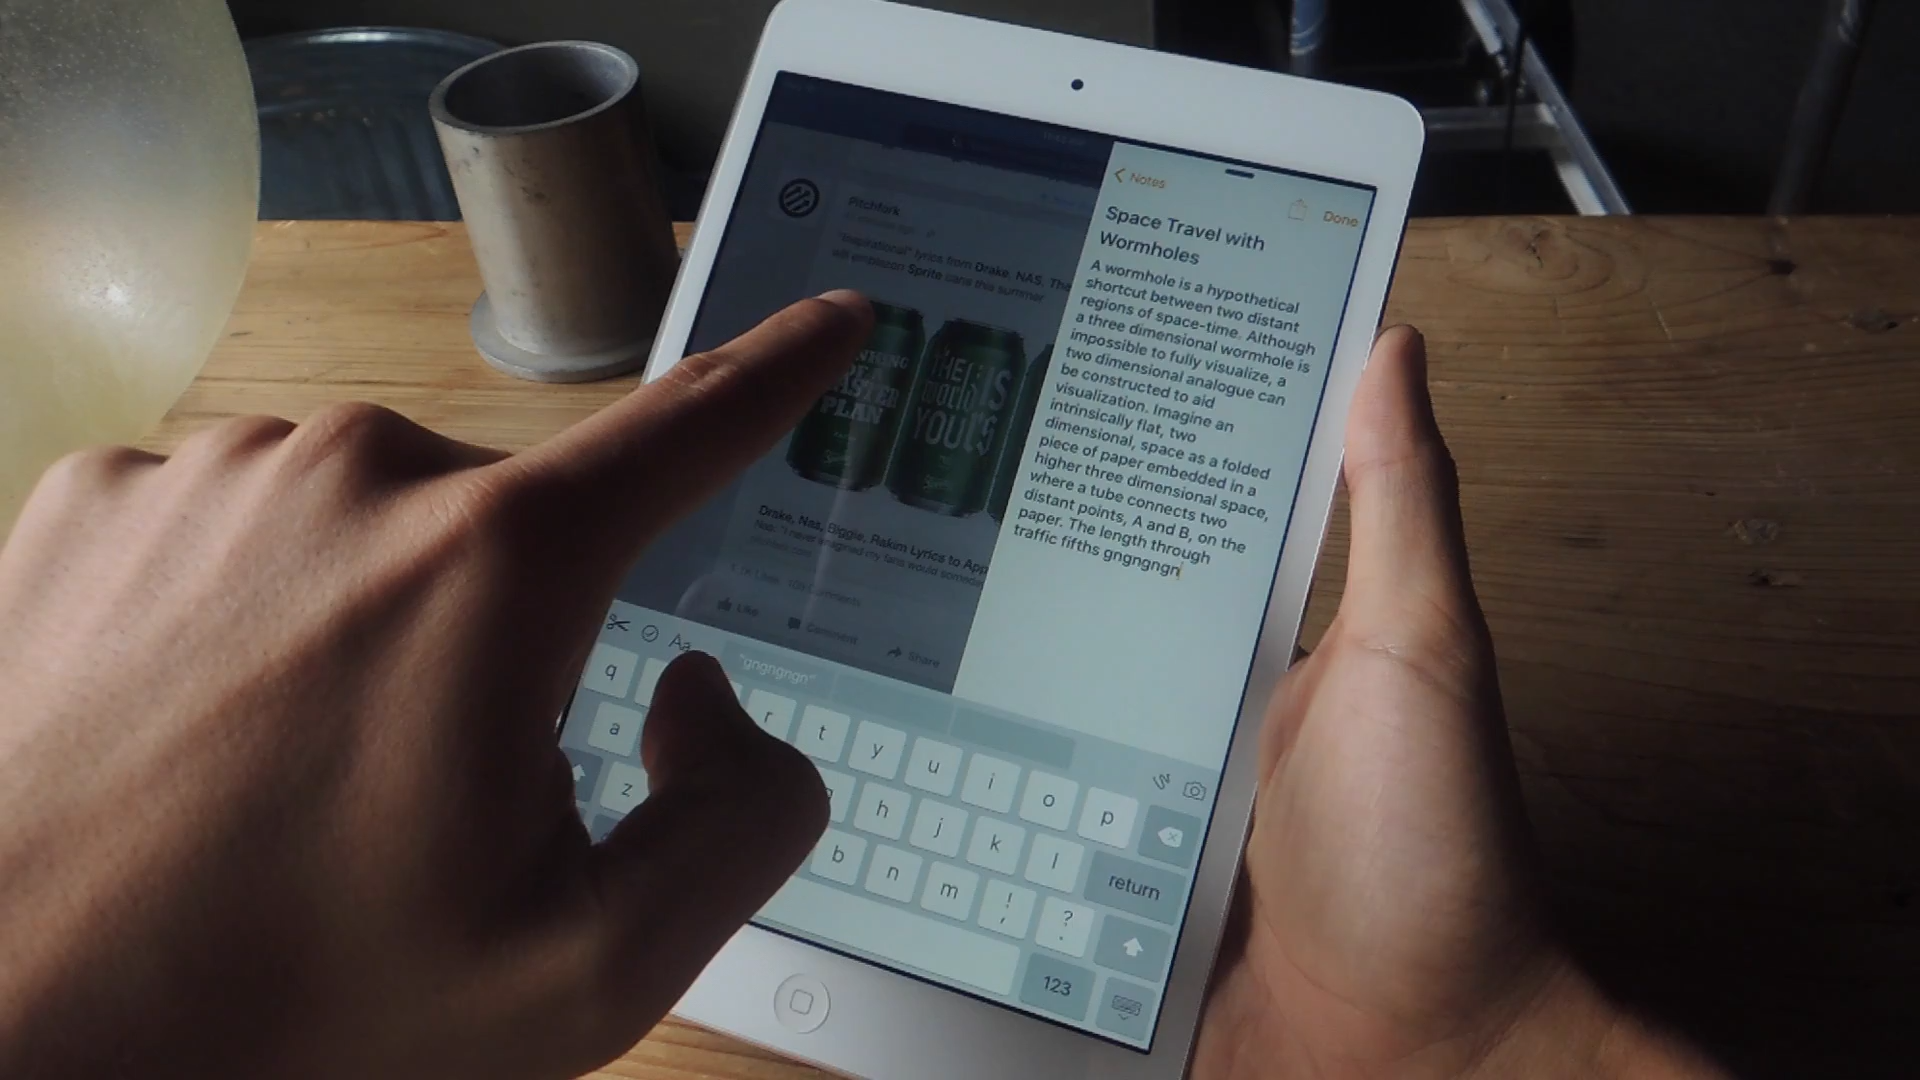 Pitchfork
"Inspirational" lyrics from Drake, NAS, The
will emblazon Sprite cans this summer
PLAN
THE
world IS
YOURS
Sprite
Drake, Nas, Biggie, Rakim Lyrics to App
Nas: "I never imagined my fans would someday
pitchfork.com
Like
Comment
Share
Notes
Done
Space Travel with
Wormholes
A wormhole is a hypothetical
shortcut between two distant
regions of space-time. Although
a three dimensional wormhole is
impossible to fully visualize, a
two dimensional analogue can
be constructed to aid
visualization. Imagine an
intrinsically flat, two
dimensional, space as a folded
piece of paper embedded in a
higher three dimensional space,
where a tube connects two
distant points, A and B, on the
paper. The length through
traffic fifths gngngngn
Aa
"gngngngn"
q r t y u i o p
a h j k l return
z b n m ! , ? .
123